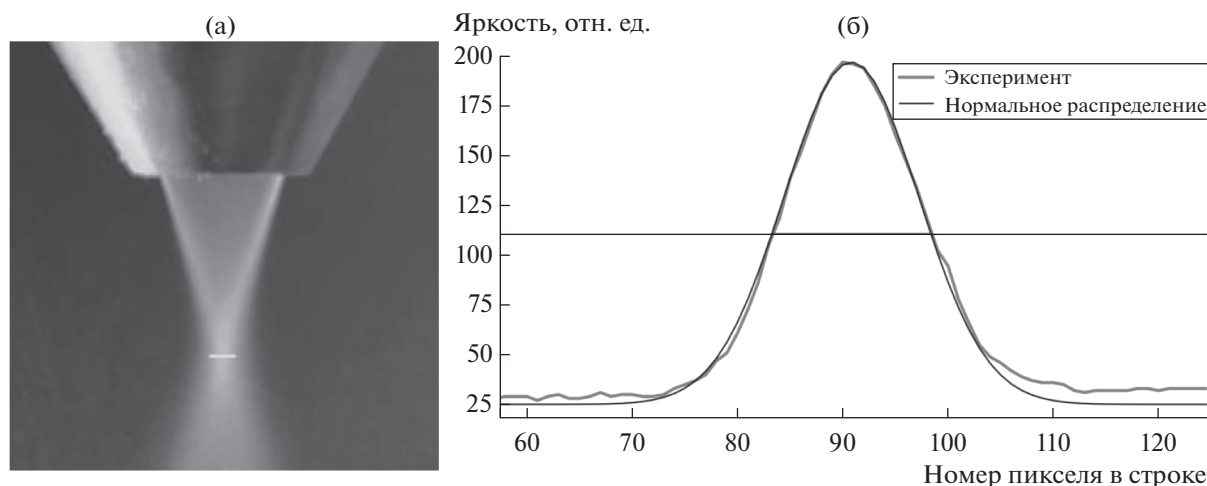 (а)
Яркость, отн. ед.
(б)
200
175
150
125
100
75
50
25
Эксперимент
Нормальное распределение
60 70 80 90 100 110 120
Номер пикселя в строке